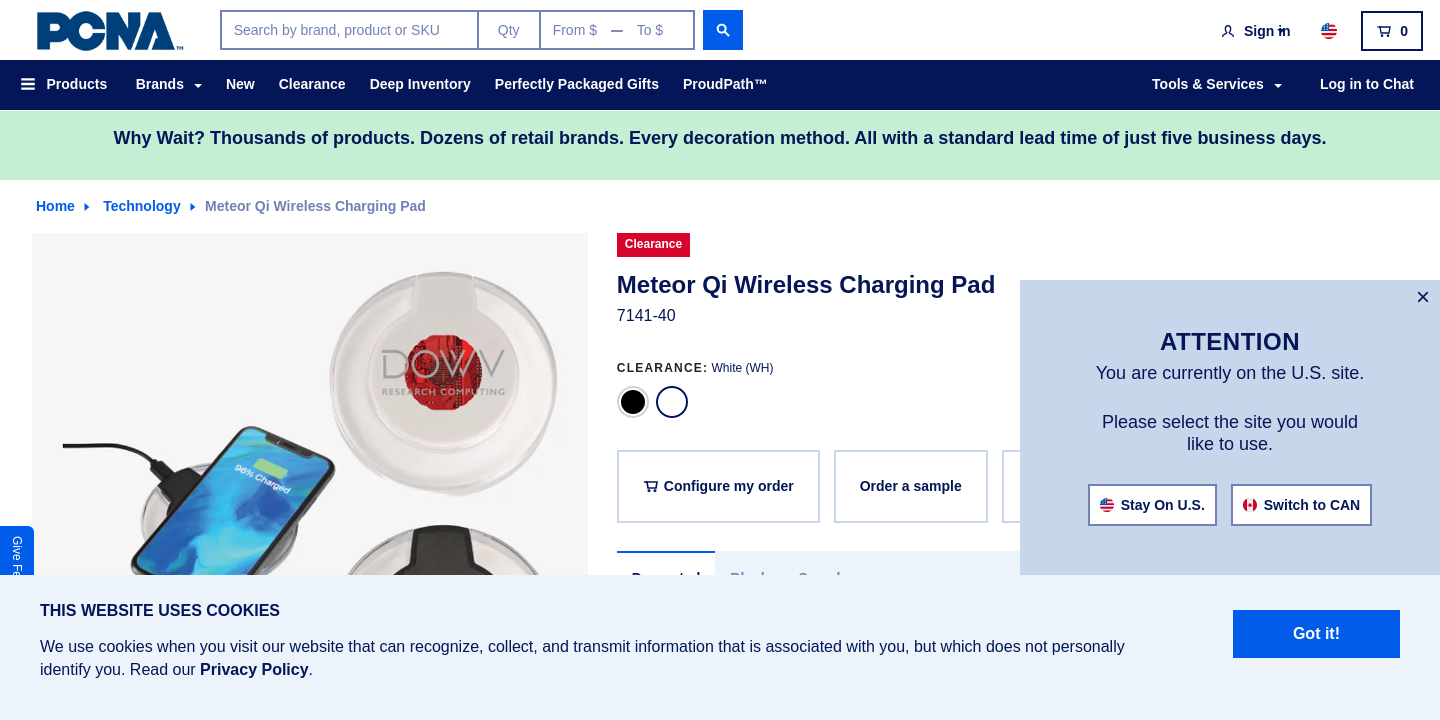 PCNA™
Search by brand, product or SKU
Qty
From $ — To $
Sign in
0
Products
Brands
New
Clearance
Deep Inventory
Perfectly Packaged Gifts
ProudPath™
Tools & Services
Log in to Chat
Why Wait? Thousands of products. Dozens of retail brands. Every decoration method. All with a standard lead time of just five business days.
Home
Technology
Meteor Qi Wireless Charging Pad
Clearance
Meteor Qi Wireless Charging Pad
7141-40
CLEARANCE: White (WH)
DOWV
RESEARCH COMPUTING
96% Charged
Configure my order
Order a sample
ATTENTION
You are currently on the U.S. site.
Please select the site you would
like to use.
Stay On U.S.
Switch to CAN
Give Fe
THIS WEBSITE USES COOKIES
We use cookies when you visit our website that can recognize, collect, and transmit information that is associated with you, but which does not personally
identify you. Read our Privacy Policy.
Got it!